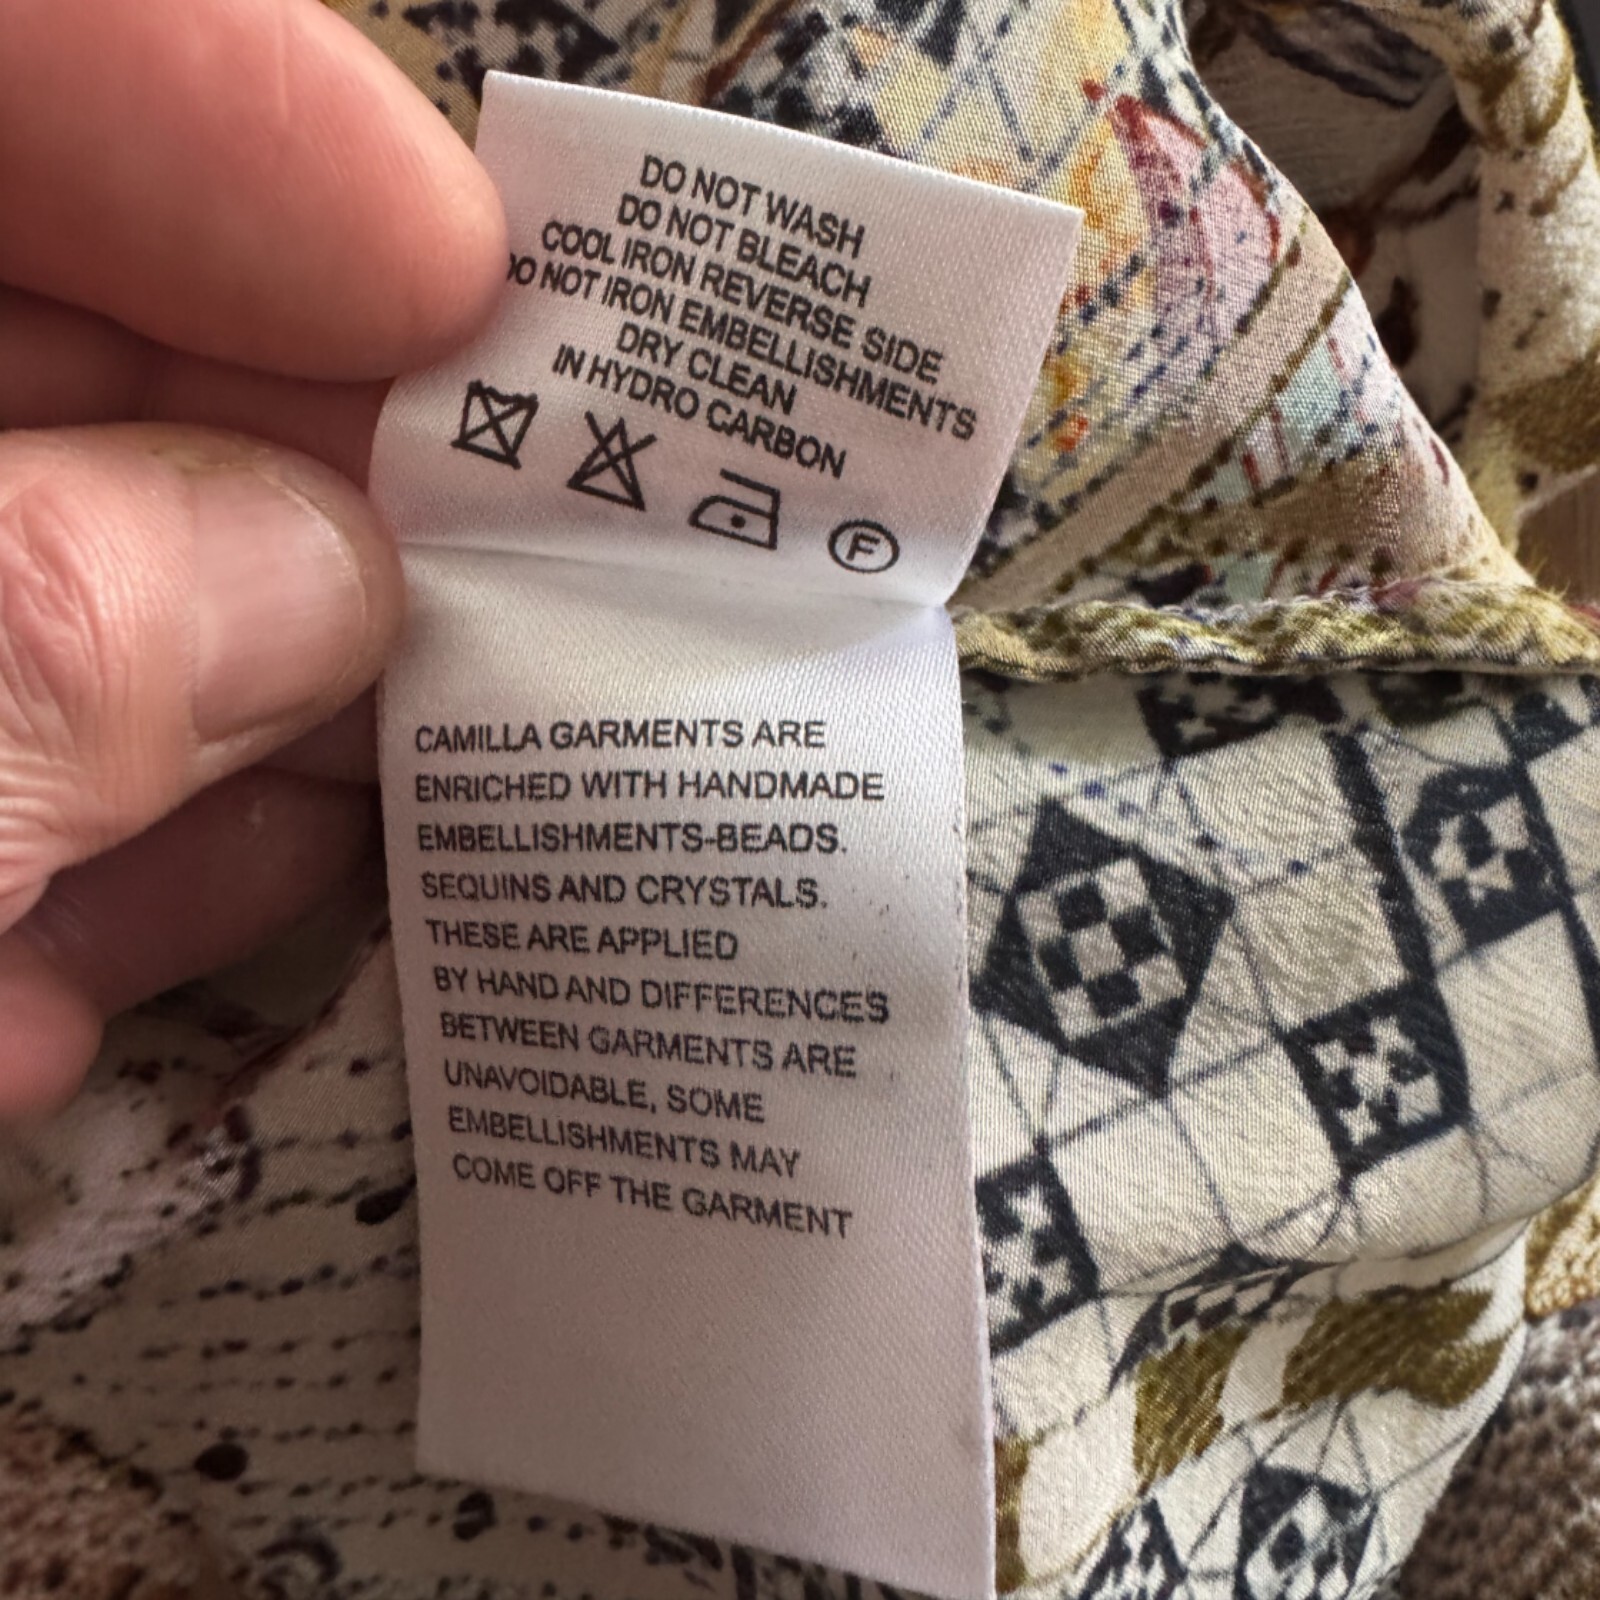 DO NOT WASH
DO NOT BLEACH
COOL IRON REVERSE SIDE
DO NOT IRON EMBELLISHMENTS
DRY CLEAN
IN HYDRO CARBON
F
CAMILLA GARMENTS ARE
ENRICHED WITH HANDMADE
EMBELLISHMENTS-BEADS.
SEQUINS AND CRYSTALS.
THESE ARE APPLIED
BY HAND AND DIFFERENCES
BETWEEN GARMENTS ARE
UNAVOIDABLE, SOME
EMBELLISHMENTS MAY
COME OFF THE GARMENT